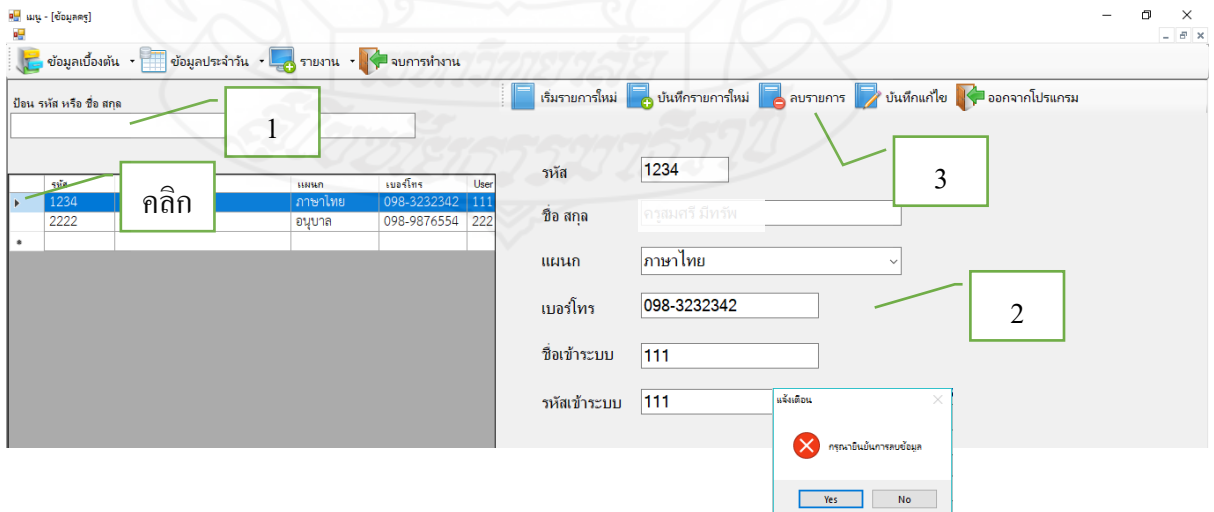 เมนู - [ข้อมูลครู]
ข้อมูลเบื้องต้น ข้อมูลประจำวัน รายงาน จบการทำงาน
ป้อน รหัส หรือ ชื่อ สกุล
1
เริ่มรายการใหม่ บันทึกรายการใหม่ ลบรายการ บันทึกแก้ไข ออกจากโปรแกรม
3
รหัส แผนก เบอร์โทร User
1234 ภาษาไทย 098-3232342 111
2222 อนุบาล 098-9876554 222
คลิก
รหัส 1234
ชื่อ สกุล ครูสมศรี มีทรัพ
แผนก ภาษาไทย
เบอร์โทร 098-3232342
2
ชื่อเข้าระบบ 111
รหัสเข้าระบบ 111
แจ้งเตือน
กรุณายืนยันการลบข้อมูล
Yes No